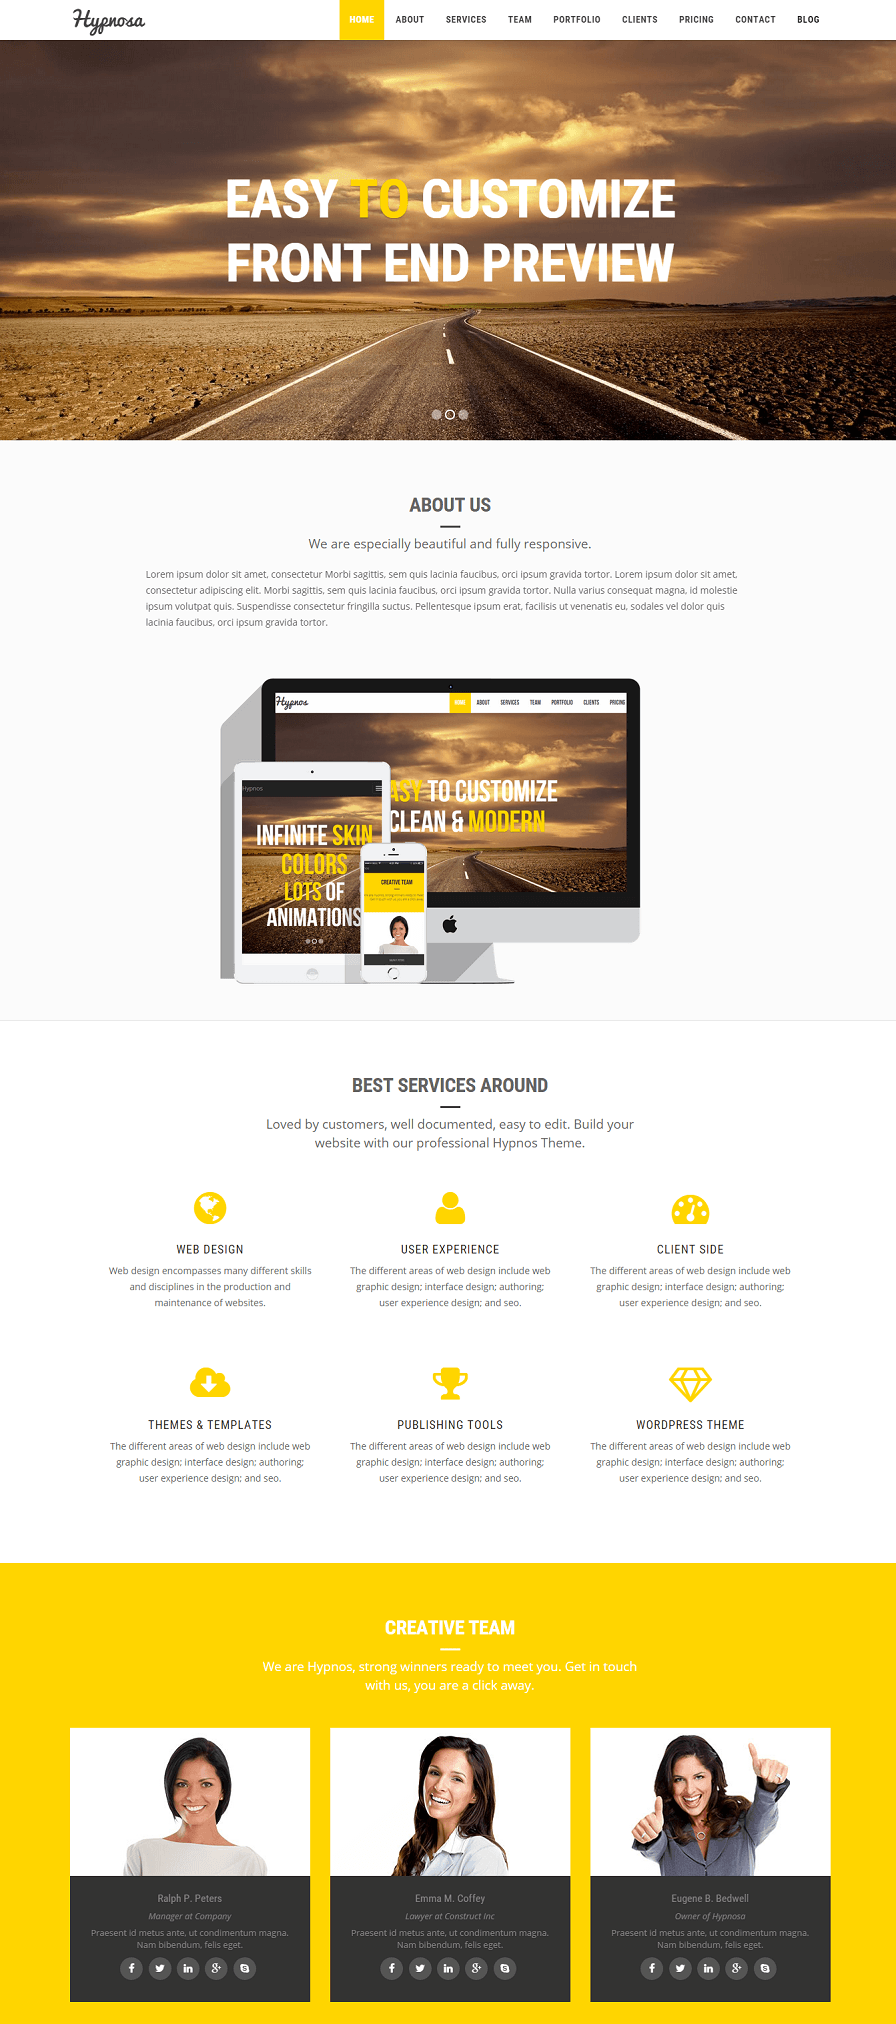 Hypnosa
HOME ABOUT SERVICES TEAM PORTFOLIO CLIENTS PRICING CONTACT BLOG
EASY TO CUSTOMIZE
FRONT END PREVIEW
ABOUT US
We are especially beautiful and fully responsive.
Lorem ipsum dolor sit amet, consectetur Morbi sagittis, sem quis lacinia faucibus, orci ipsum gravida tortor. Lorem ipsum dolor sit amet,
consectetur adipiscing elit. Morbi sagittis, sem quis lacinia faucibus, orci ipsum gravida tortor. Nulla varius consequat magna, id molestie
ipsum volutpat quis. Suspendisse consectetur fringilla suctus. Pellentesque ipsum erat, facilisis ut venenatis eu, sodales vel dolor quis
lacinia faucibus, orci ipsum gravida tortor.
Hypnos
HOME ABOUT SERVICES TEAM PORTFOLIO CLIENTS PRICING
ASY TO CUSTOMIZE
CLEAN & MODERN
Hypnos
INFINITE SKIN
COLORS
LOTS OF
ANIMATIONS
CREATIVE TEAM
BEST SERVICES AROUND
Loved by customers, well documented, easy to edit. Build your
website with our professional Hypnos Theme.
WEB DESIGN
Web design encompasses many different skills
and disciplines in the production and
maintenance of websites.
USER EXPERIENCE
The different areas of web design include web
graphic design; interface design; authoring;
user experience design; and seo.
CLIENT SIDE
The different areas of web design include web
graphic design; interface design; authoring;
user experience design; and seo.
THEMES & TEMPLATES
The different areas of web design include web
graphic design; interface design; authoring;
user experience design; and seo.
PUBLISHING TOOLS
The different areas of web design include web
graphic design; interface design; authoring;
user experience design; and seo.
WORDPRESS THEME
The different areas of web design include web
graphic design; interface design; authoring;
user experience design; and seo.
CREATIVE TEAM
We are Hypnos, strong winners ready to meet you. Get in touch
with us, you are a click away.
Ralph P. Peters
Manager at Company
Praesent id metus ante, ut condimentum magna.
Nam bibendum, felis eget.
Emma M. Coffey
Lawyer at Construct Inc
Praesent id metus ante, ut condimentum magna.
Nam bibendum, felis eget.
Eugene B. Bedwell
Owner of Hypnosa
Praesent id metus ante, ut condimentum magna.
Nam bibendum, felis eget.